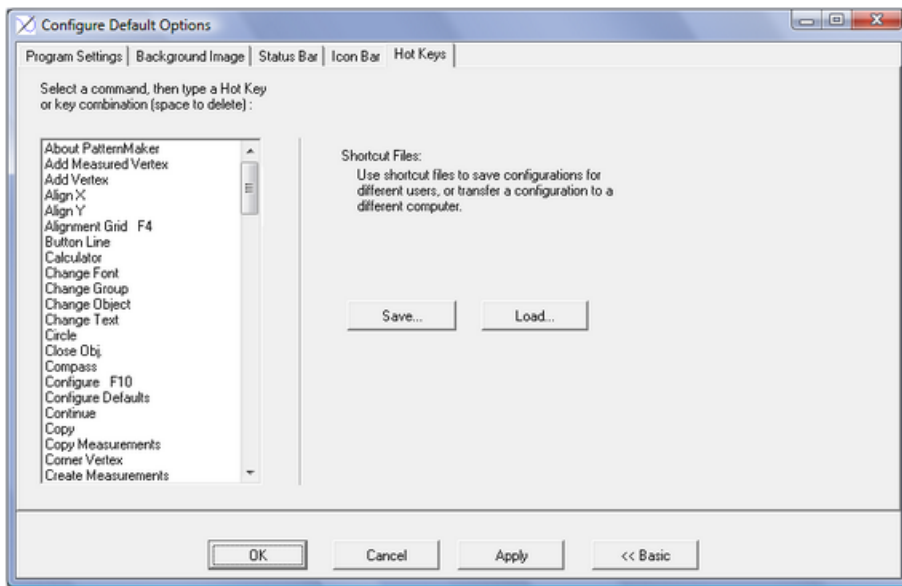 Configure Default Options
Program Settings Background Image Status Bar Icon Bar Hot Keys
Select a command, then type a Hot Key
or key combination (space to delete) :
About PatternMaker
Add Measured Vertex
Add Vertex
Align X
Align Y
Alignment Grid F4
Button Line
Calculator
Change Font
Change Group
Change Object
Change Text
Circle
Close Obj.
Compass
Configure F10
Configure Defaults
Continue
Copy
Copy Measurements
Corner Vertex
Create Measurements
Shortcut Files:
Use shortcut files to save configurations for
different users, or transfer a configuration to a
different computer.
Save... Load...
OK Cancel Apply << Basic